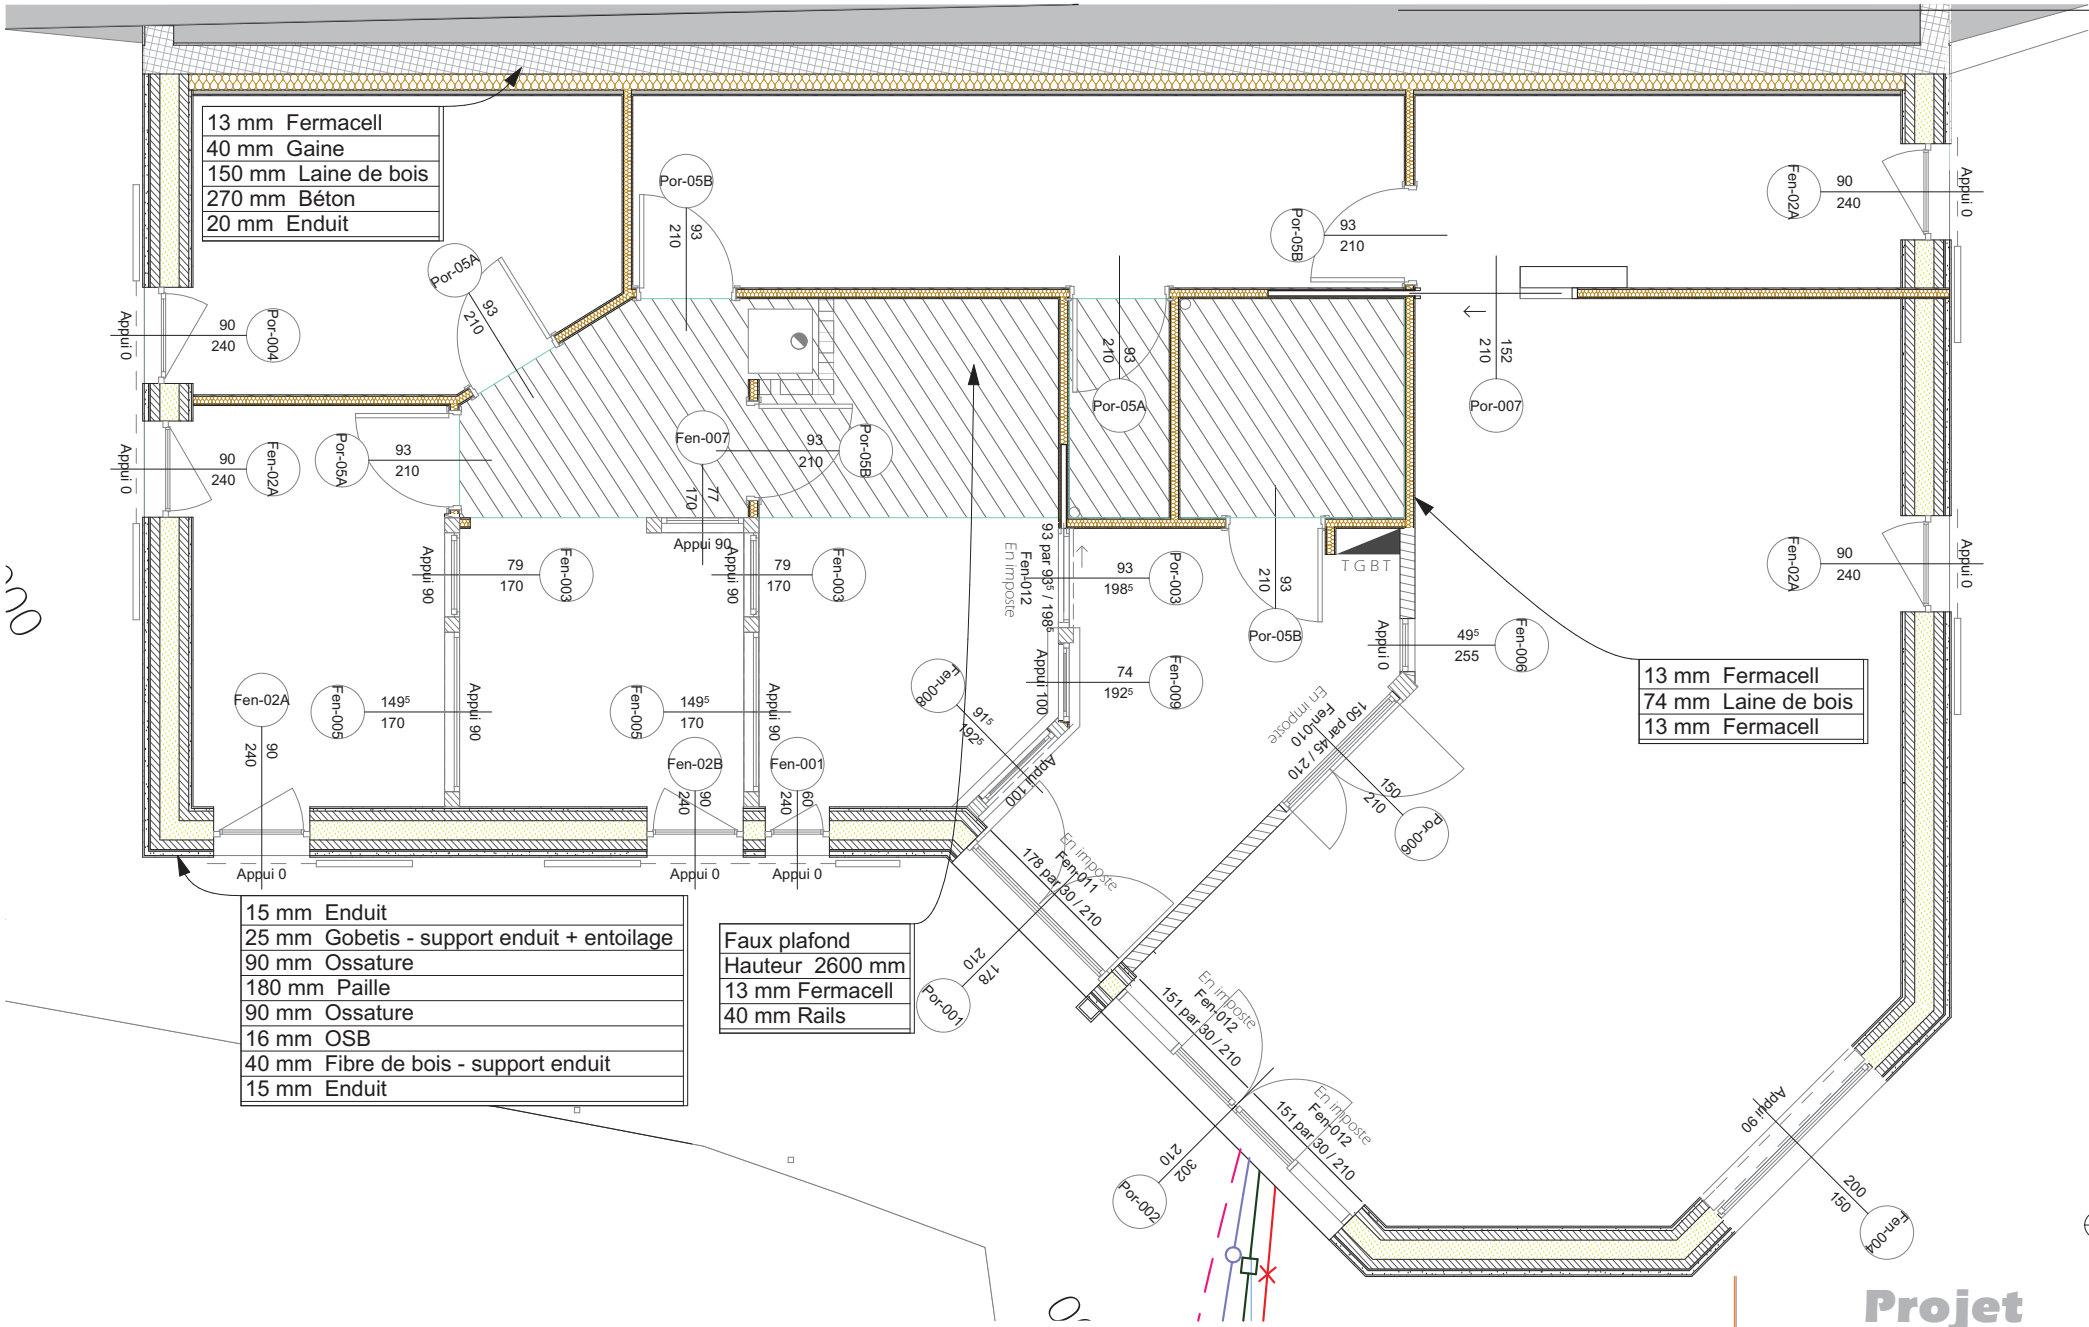 13 mm Fermacell
40 mm Gaine
150 mm Laine de bois
270 mm Béton
20 mm Enduit
Por-05B
93
210
Por-05A
93
210
Por-05B
93
210
Fen-02A
90
240
Appui 0
Appui 0
90
240
Por-004
93
210
Por-05A
152
210
Por-007
Appui 0
90
240
Fen-02A
Por-05A
93
210
Fen-007
77
170
Appui 90
93
210
Por-05B
Appui 90
79
170
Fen-003
Appui 90
79
170
Fen-003
93 par 93⁵ / 198⁵
Fen-012
En imposte
93
198⁵
Por-003
93
210
Por-05B
TGBT
Fen-02A
90
240
Appui 0
Appui 0
49⁵
255
Fen-006
Appui 100
74
192⁵
Fen-009
Fen-008
91⁵
192⁵
Appui 100
13 mm Fermacell
74 mm Laine de bois
13 mm Fermacell
Fen-02A
90
240
Appui 0
Fen-005
149⁵
170
Appui 90
Fen-005
149⁵
170
Appui 90
Fen-02B
90
240
Appui 0
Fen-001
60
240
Appui 0
En imposte
Fen-010
150 par 45 / 210
150
210
Por-006
En imposte
Fen-011
178 par 30 / 210
178
210
Por-001
15 mm Enduit
25 mm Gobetis - support enduit + entoilage
90 mm Ossature
180 mm Paille
90 mm Ossature
16 mm OSB
40 mm Fibre de bois - support enduit
15 mm Enduit
Faux plafond
Hauteur 2600 mm
13 mm Fermacell
40 mm Rails
En imposte
Fen-012
151 par 30 / 210
En imposte
Fen-012
151 par 30 / 210
302
210
Por-002
Appui 90
200
150
Fen-004
Projet